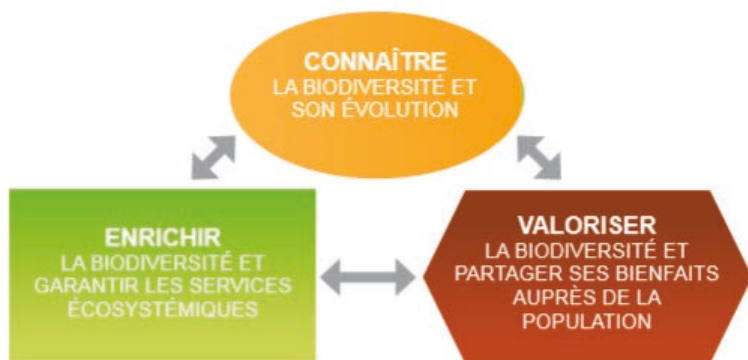 CONNAÎTRE
LA BIODIVERSITÉ ET
SON ÉVOLUTION
ENRICHIR
LA BIODIVERSITÉ ET
GARANTIR LES SERVICES
ÉCOSYSTÉMIQUES
VALORISER
LA BIODIVERSITÉ ET
PARTAGER SES BIENFAITS
AUPRÈS DE LA
POPULATION